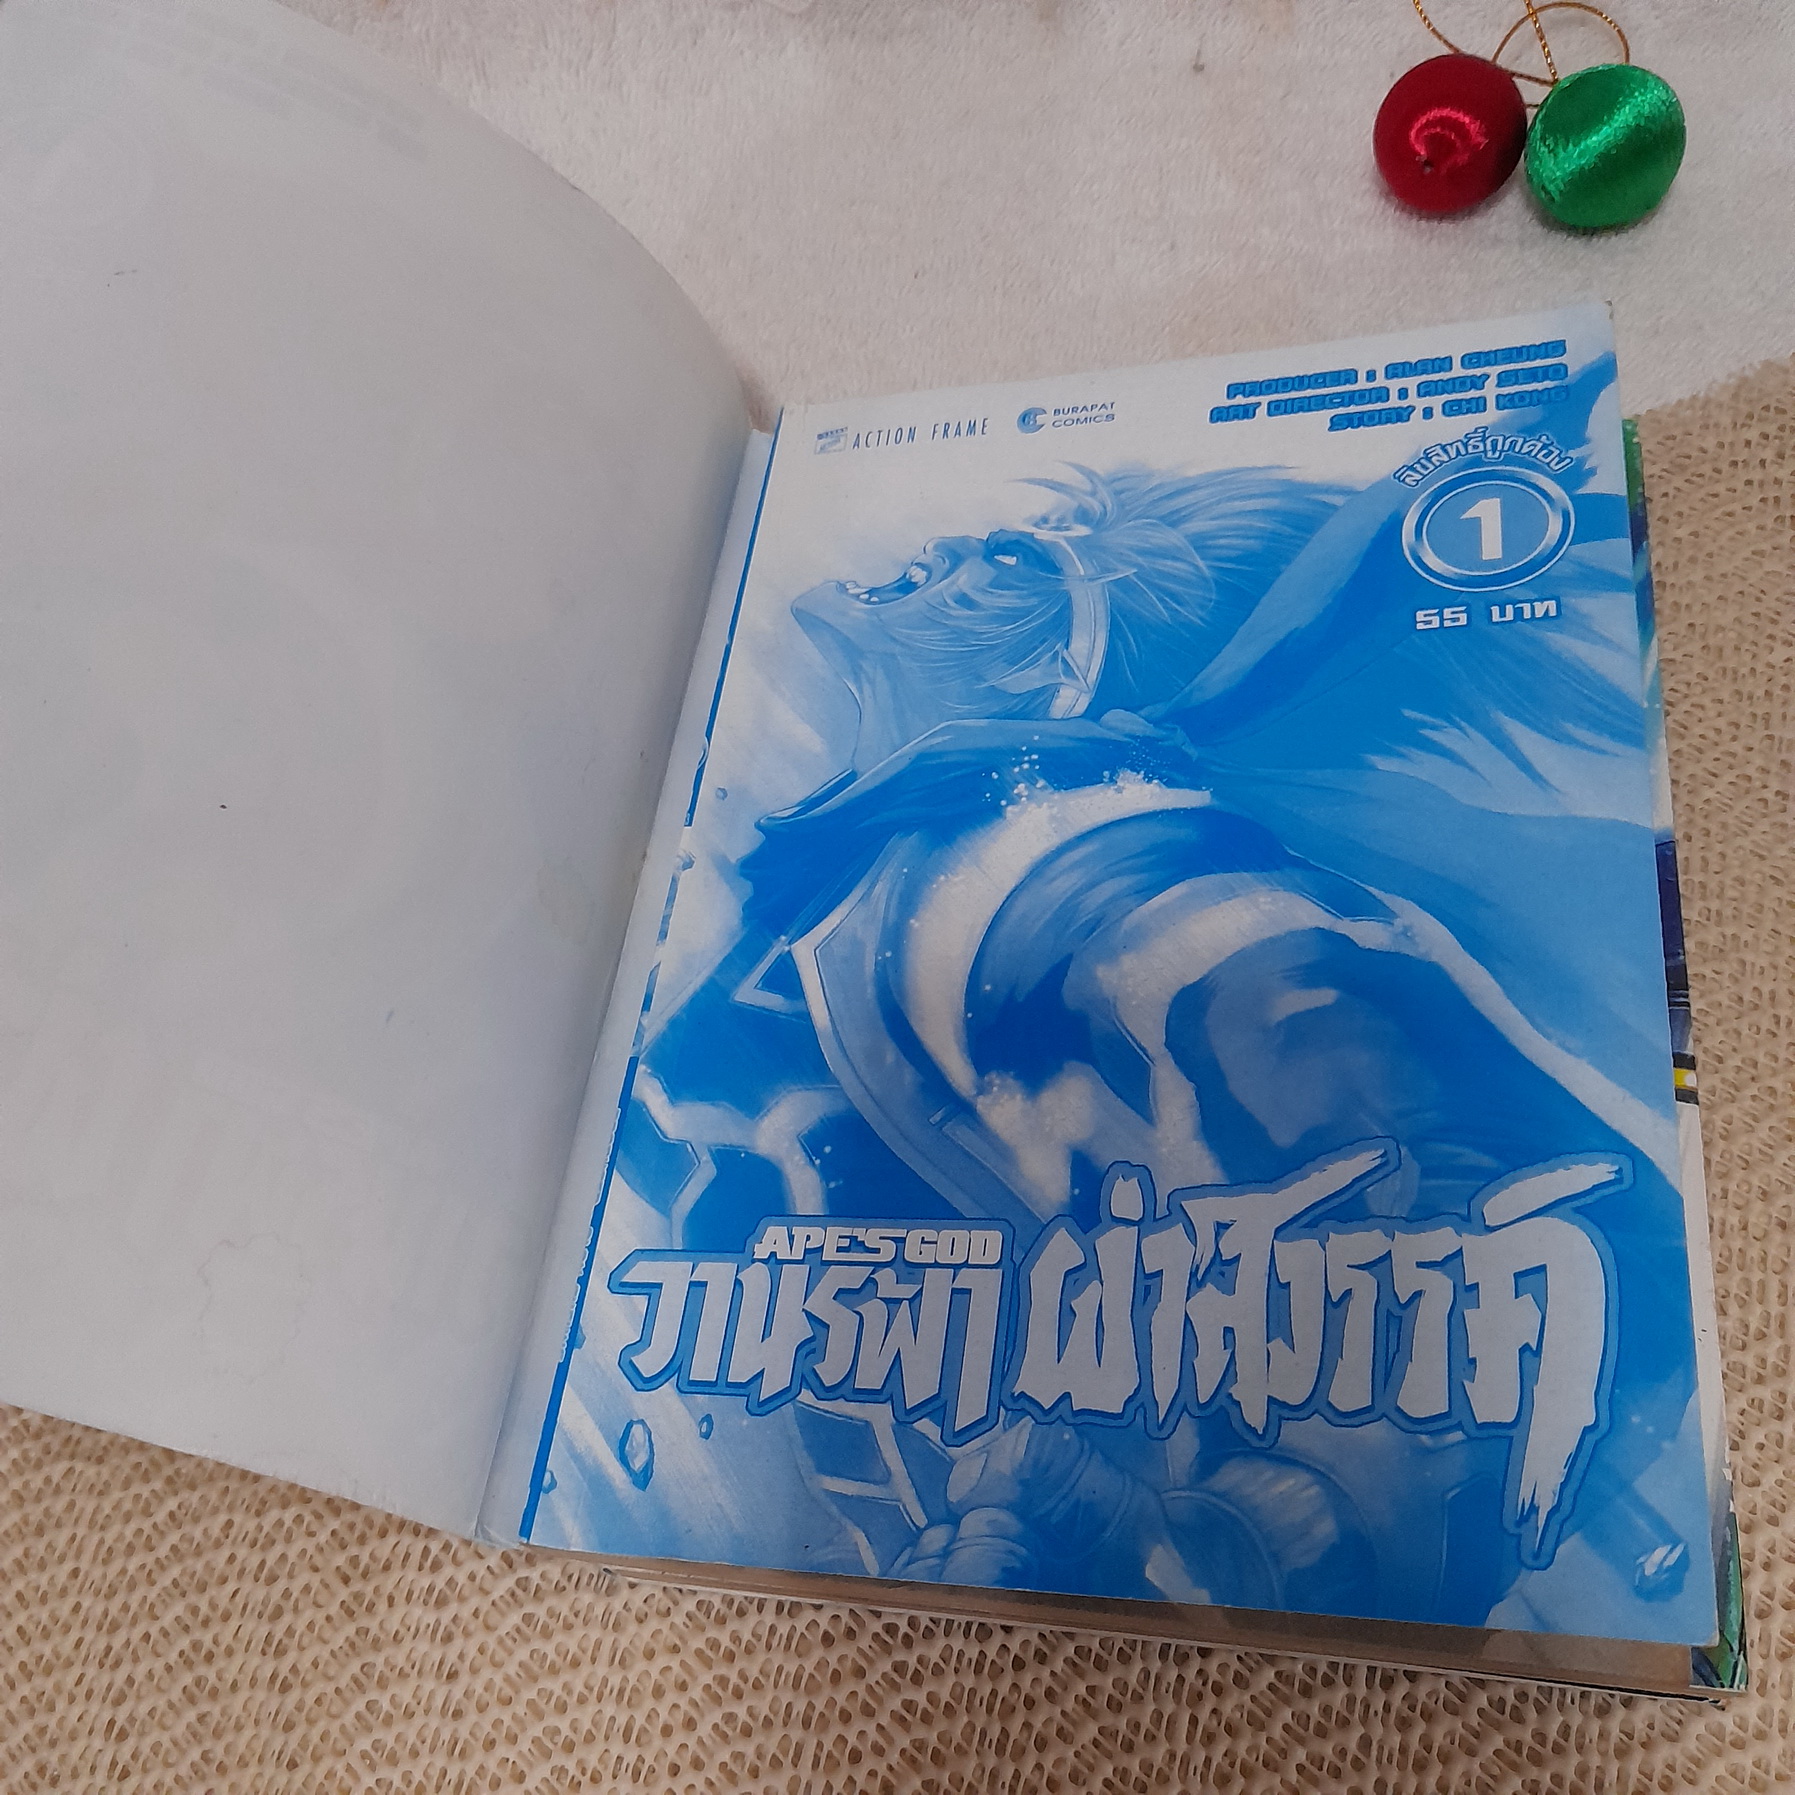 ACTION FRAME
BURAPAT
COMICS
PRODUCER : ALAN CHEUNG
ART DIRECTOR : ANDY SETO
STORY : CHI KONG
ลิขสิทธิ์ถูกต้อง
1
55 บาท
APE'S GOD
วานรฟ้า ผ่าสวรรค์